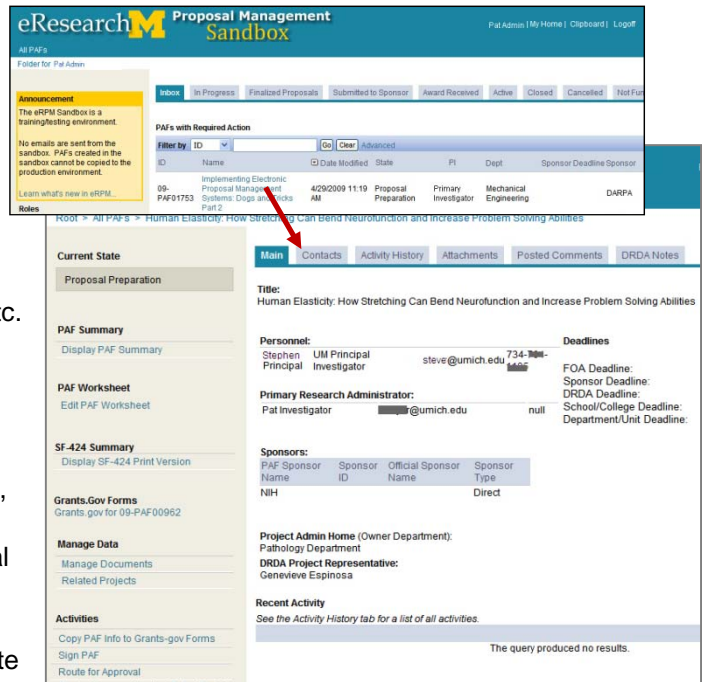 eResearch M Proposal Management
Sandbox
Pat Admin | My Home | Clipboard | Logoff
All PAFs
Folder for Pat Admin
Announcement
The eRPM Sandbox is a
training/testing environment.
No emails are sent from the
sandbox. PAFs created in the
sandbox cannot be copied to the
production environment.
Learn what's new in eRPM...
Roles
Inbox In Progress Finalized Proposals Submitted to Sponsor Award Received Active Closed Cancelled Not Fun
PAFs with Required Action
Filter by ID Go Clear Advanced
ID Name Date Modified State PI Dept Sponsor Deadline Sponsor
09-PAF01753 Implementing Electronic Proposal Management Systems: Dogs and Tricks Part 2 4/29/2009 11:19 AM Proposal Preparation Primary Investigator Mechanical Engineering DARPA
Root > All PAFs > Human Elasticity: How Stretching Can Bend Neurofunction and Increase Problem Solving Abilities
tc.
,
al
te
Current State
Proposal Preparation
PAF Summary
Display PAF Summary
PAF Worksheet
Edit PAF Worksheet
SF-424 Summary
Display SF-424 Print Version
Grants.Gov Forms
Grants.gov for 09-PAF00962
Manage Data
Manage Documents
Related Projects
Activities
Copy PAF Info to Grants-gov Forms
Sign PAF
Route for Approval
Main Contacts Activity History Attachments Posted Comments DRDA Notes
Title:
Human Elasticity: How Stretching Can Bend Neurofunction and Increase Problem Solving Abilities
Personnel:
Stephen Principal UM Principal Investigator steve@umich.edu 734-
Primary Research Administrator:
Pat Investigator @umich.edu null
Deadlines
FOA Deadline:
Sponsor Deadline:
DRDA Deadline:
School/College Deadline:
Department/Unit Deadline:
Sponsors:
PAF Sponsor Name Sponsor ID Official Sponsor Name Sponsor Type
NIH Direct
Project Admin Home (Owner Department):
Pathology Department
DRDA Project Representative:
Genevieve Espinosa
Recent Activity
See the Activity History tab for a list of all activities.
The query produced no results.